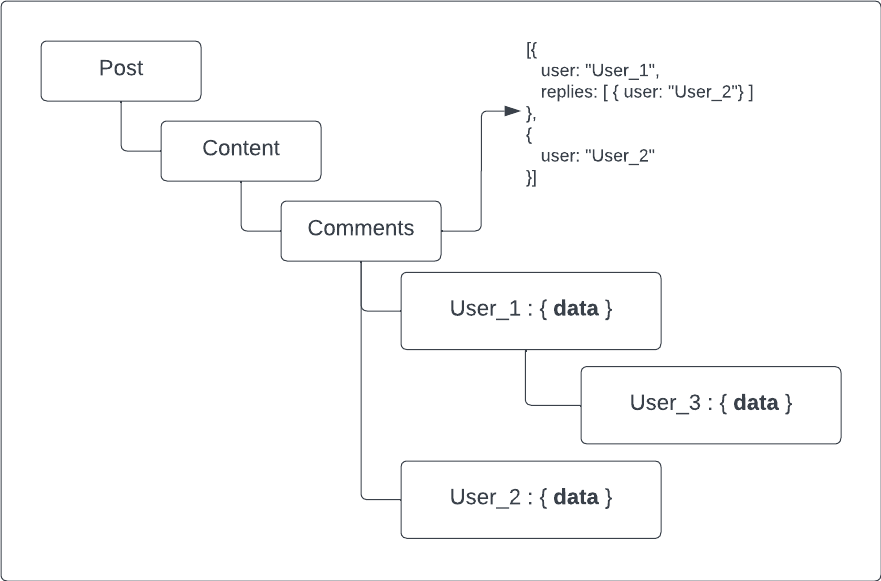 Post
Content
Comments
[{
user: "User_1",
replies: [ { user: "User_2"} ]
},
{
user: "User_2"
}]
User_1 : { data }
User_3 : { data }
User_2 : { data }